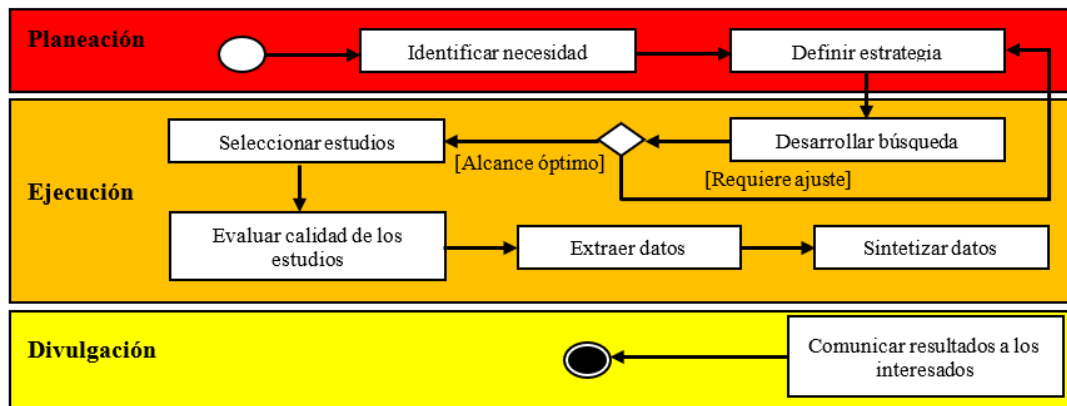 Planeación
Identificar necesidad
Definir estrategia
Desarrollar búsqueda
Seleccionar estudios
[Alcance óptimo]
[Requiere ajuste]
Ejecución
Evaluar calidad de los
estudios
Extraer datos
Sintetizar datos
Divulgación
Comunicar resultados a los
interesados